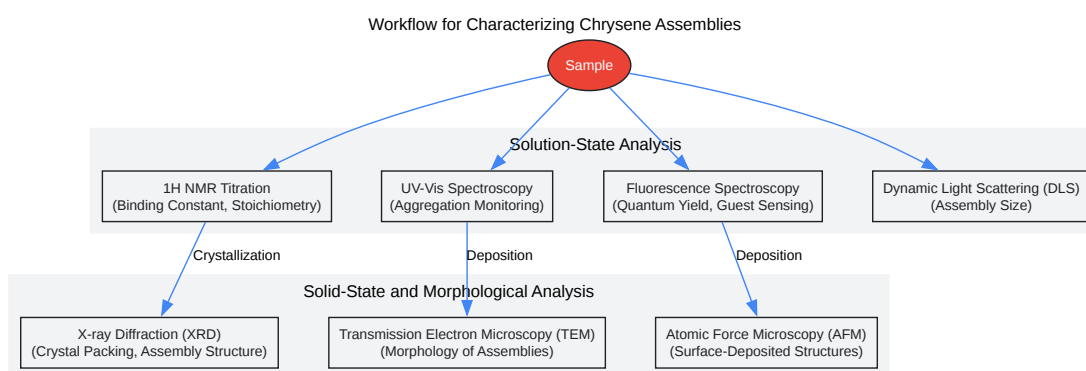 Workflow for Characterizing Chrysene Assemblies
Sample
Solution-State Analysis
1H NMR Titration
(Binding Constant, Stoichiometry)
UV-Vis Spectroscopy
(Aggregation Monitoring)
Fluorescence Spectroscopy
(Quantum Yield, Guest Sensing)
Dynamic Light Scattering (DLS)
(Assembly Size)
Crystallization
Deposition
Deposition
Solid-State and Morphological Analysis
X-ray Diffraction (XRD)
(Crystal Packing, Assembly Structure)
Transmission Electron Microscopy (TEM)
(Morphology of Assemblies)
Atomic Force Microscopy (AFM)
(Surface-Deposited Structures)